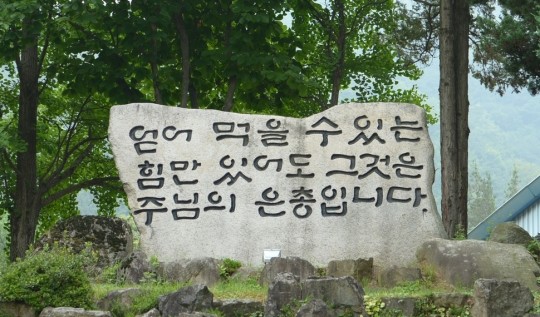 얻어 먹을 수 있는
힘만 있어도 그것은
주님의 은총입니다.